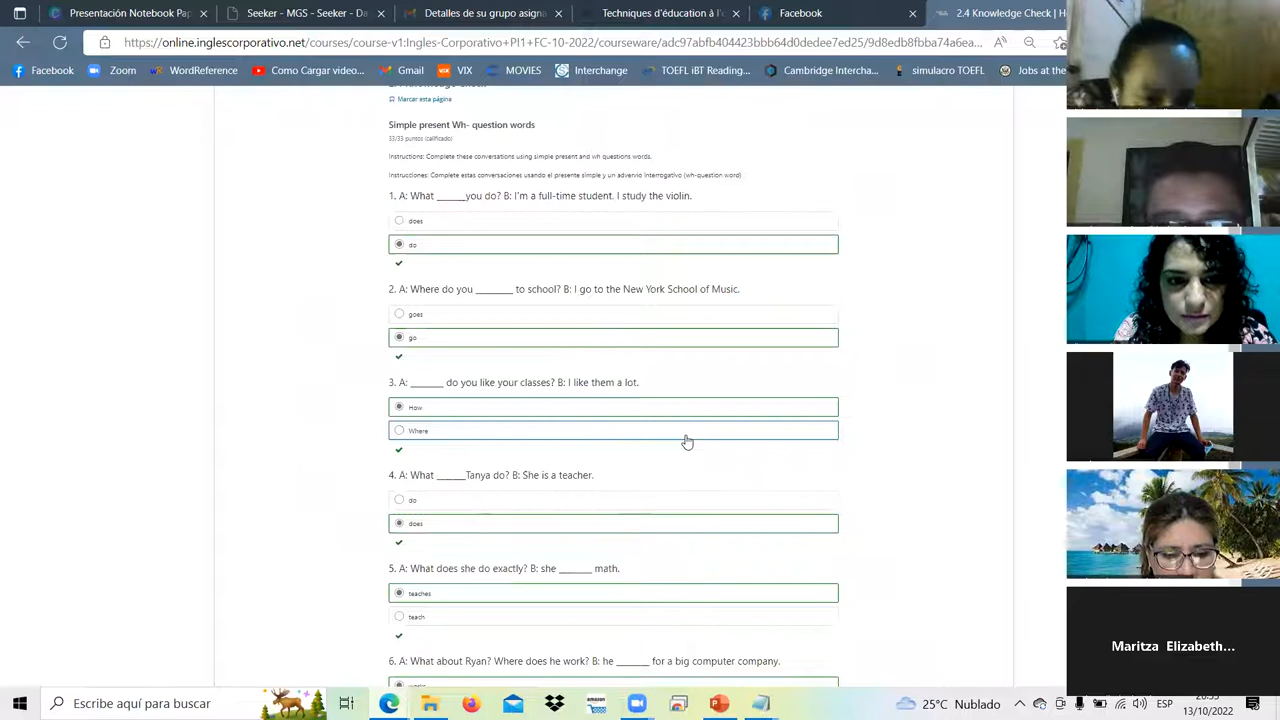 Notebook Presentation Pap
Seeker - MGS - Seeker - D
Gmail - For qué su grupo asign
Techniques d'éducation à l'e
Facebook
2.4 Knowledge Check | H
https://online.inglescorporativo.net/courses/course-v1:Ingles-Corporativo+PI1+FC-10-2022/courseware/adc97abfb404423bbb64d0dedee7ed25/9d8edb8fbba74a6ea...
Facebook
Zoom
WordReference
Como Cargar video...
Gmail
VIX
MOVIES
Interchange
TOEFL iBT Reading...
Cambridge Intercha...
simulacro TOEFL
Jobs at the
Marcar esta página
Simple present Wh- question words
33/33 puntos (calificado)
Instructions: Complete these conversations using simple present and wh questions words.
Instrucciones: Complete estas conversaciones usando el presente simple y un advervio interrogativo (wh-question word)
1. A: What ______you do? B: I'm a full-time student. I study the violin.
does
do
2. A: Where do you ________ to school? B: I go to the New York School of Music.
goes
go
3. A: _______ do you like your classes? B: I like them a lot.
How
Where
4. A: What ______Tanya do? B: She is a teacher.
do
does
5. A: What does she do exactly? B: she _______ math.
teaches
teach
6. A: What about Ryan? Where does he work? B: he _______ for a big computer company.
Maritza Elizabeth...
Escribe aquí para buscar
25°C Nublado
ESP
13/10/2022